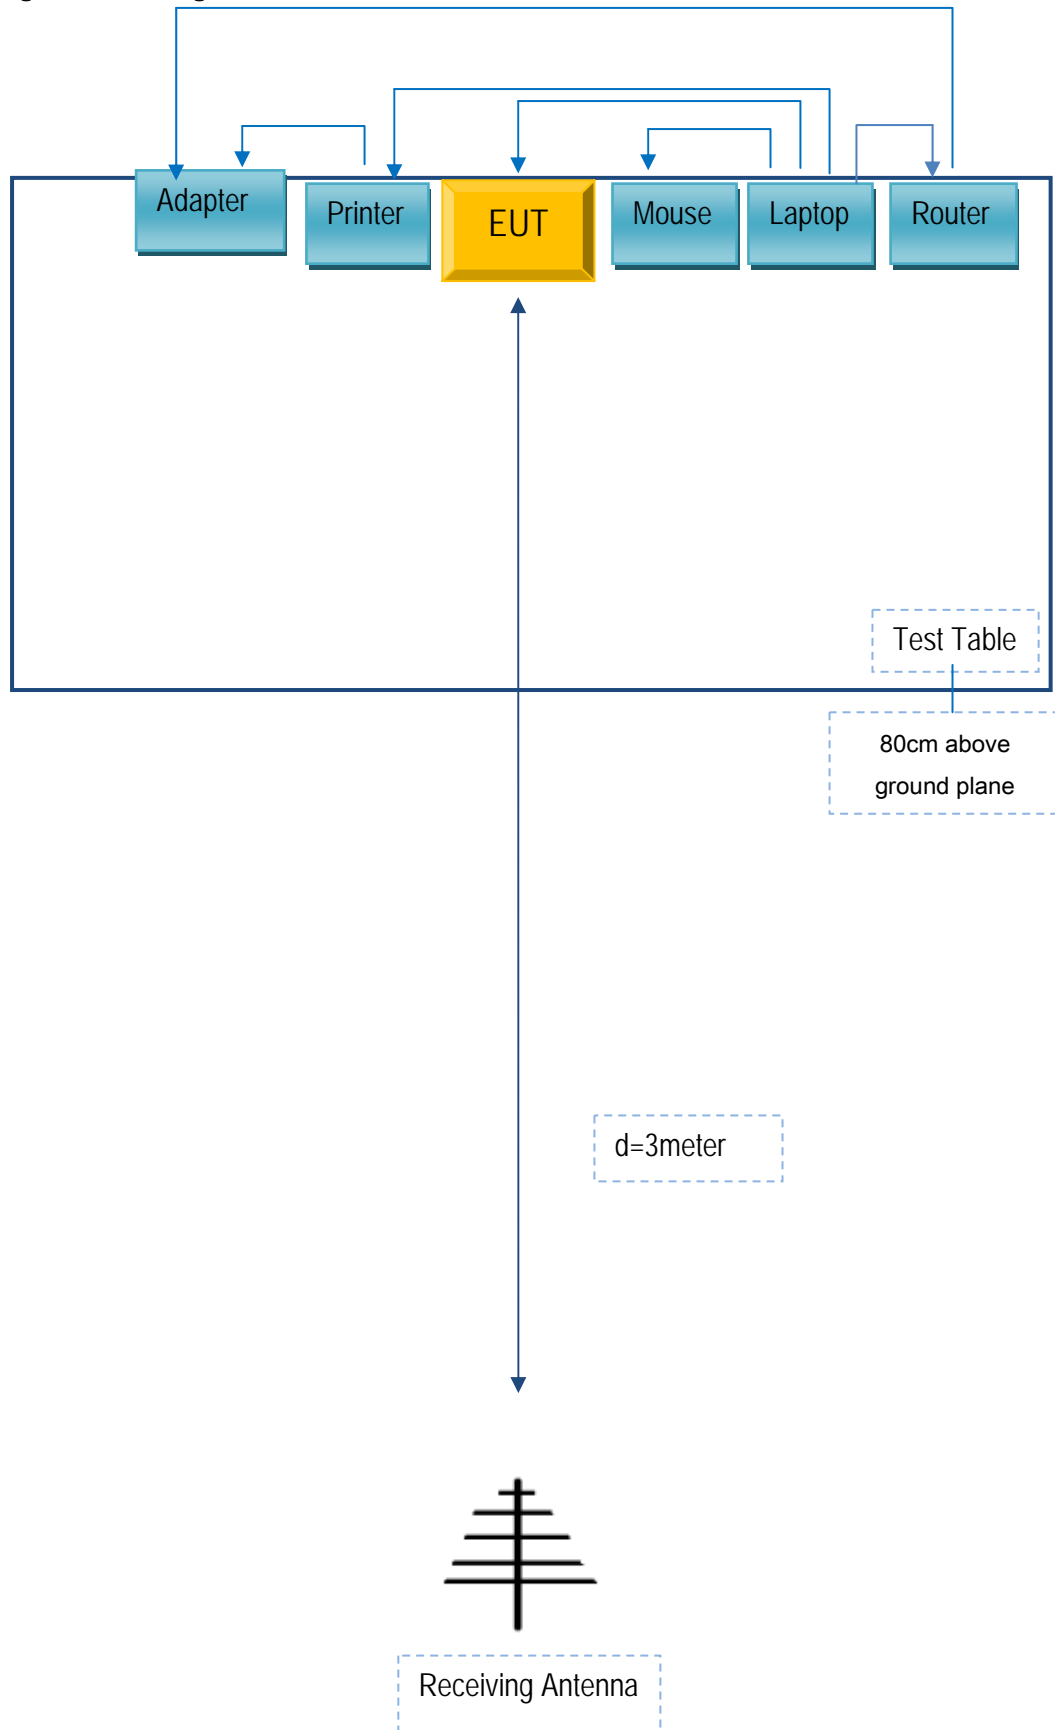 Adapter
Printer
EUT
Mouse
Laptop
Router
Test Table
80cm above
ground plane
d=3meter
Receiving Antenna